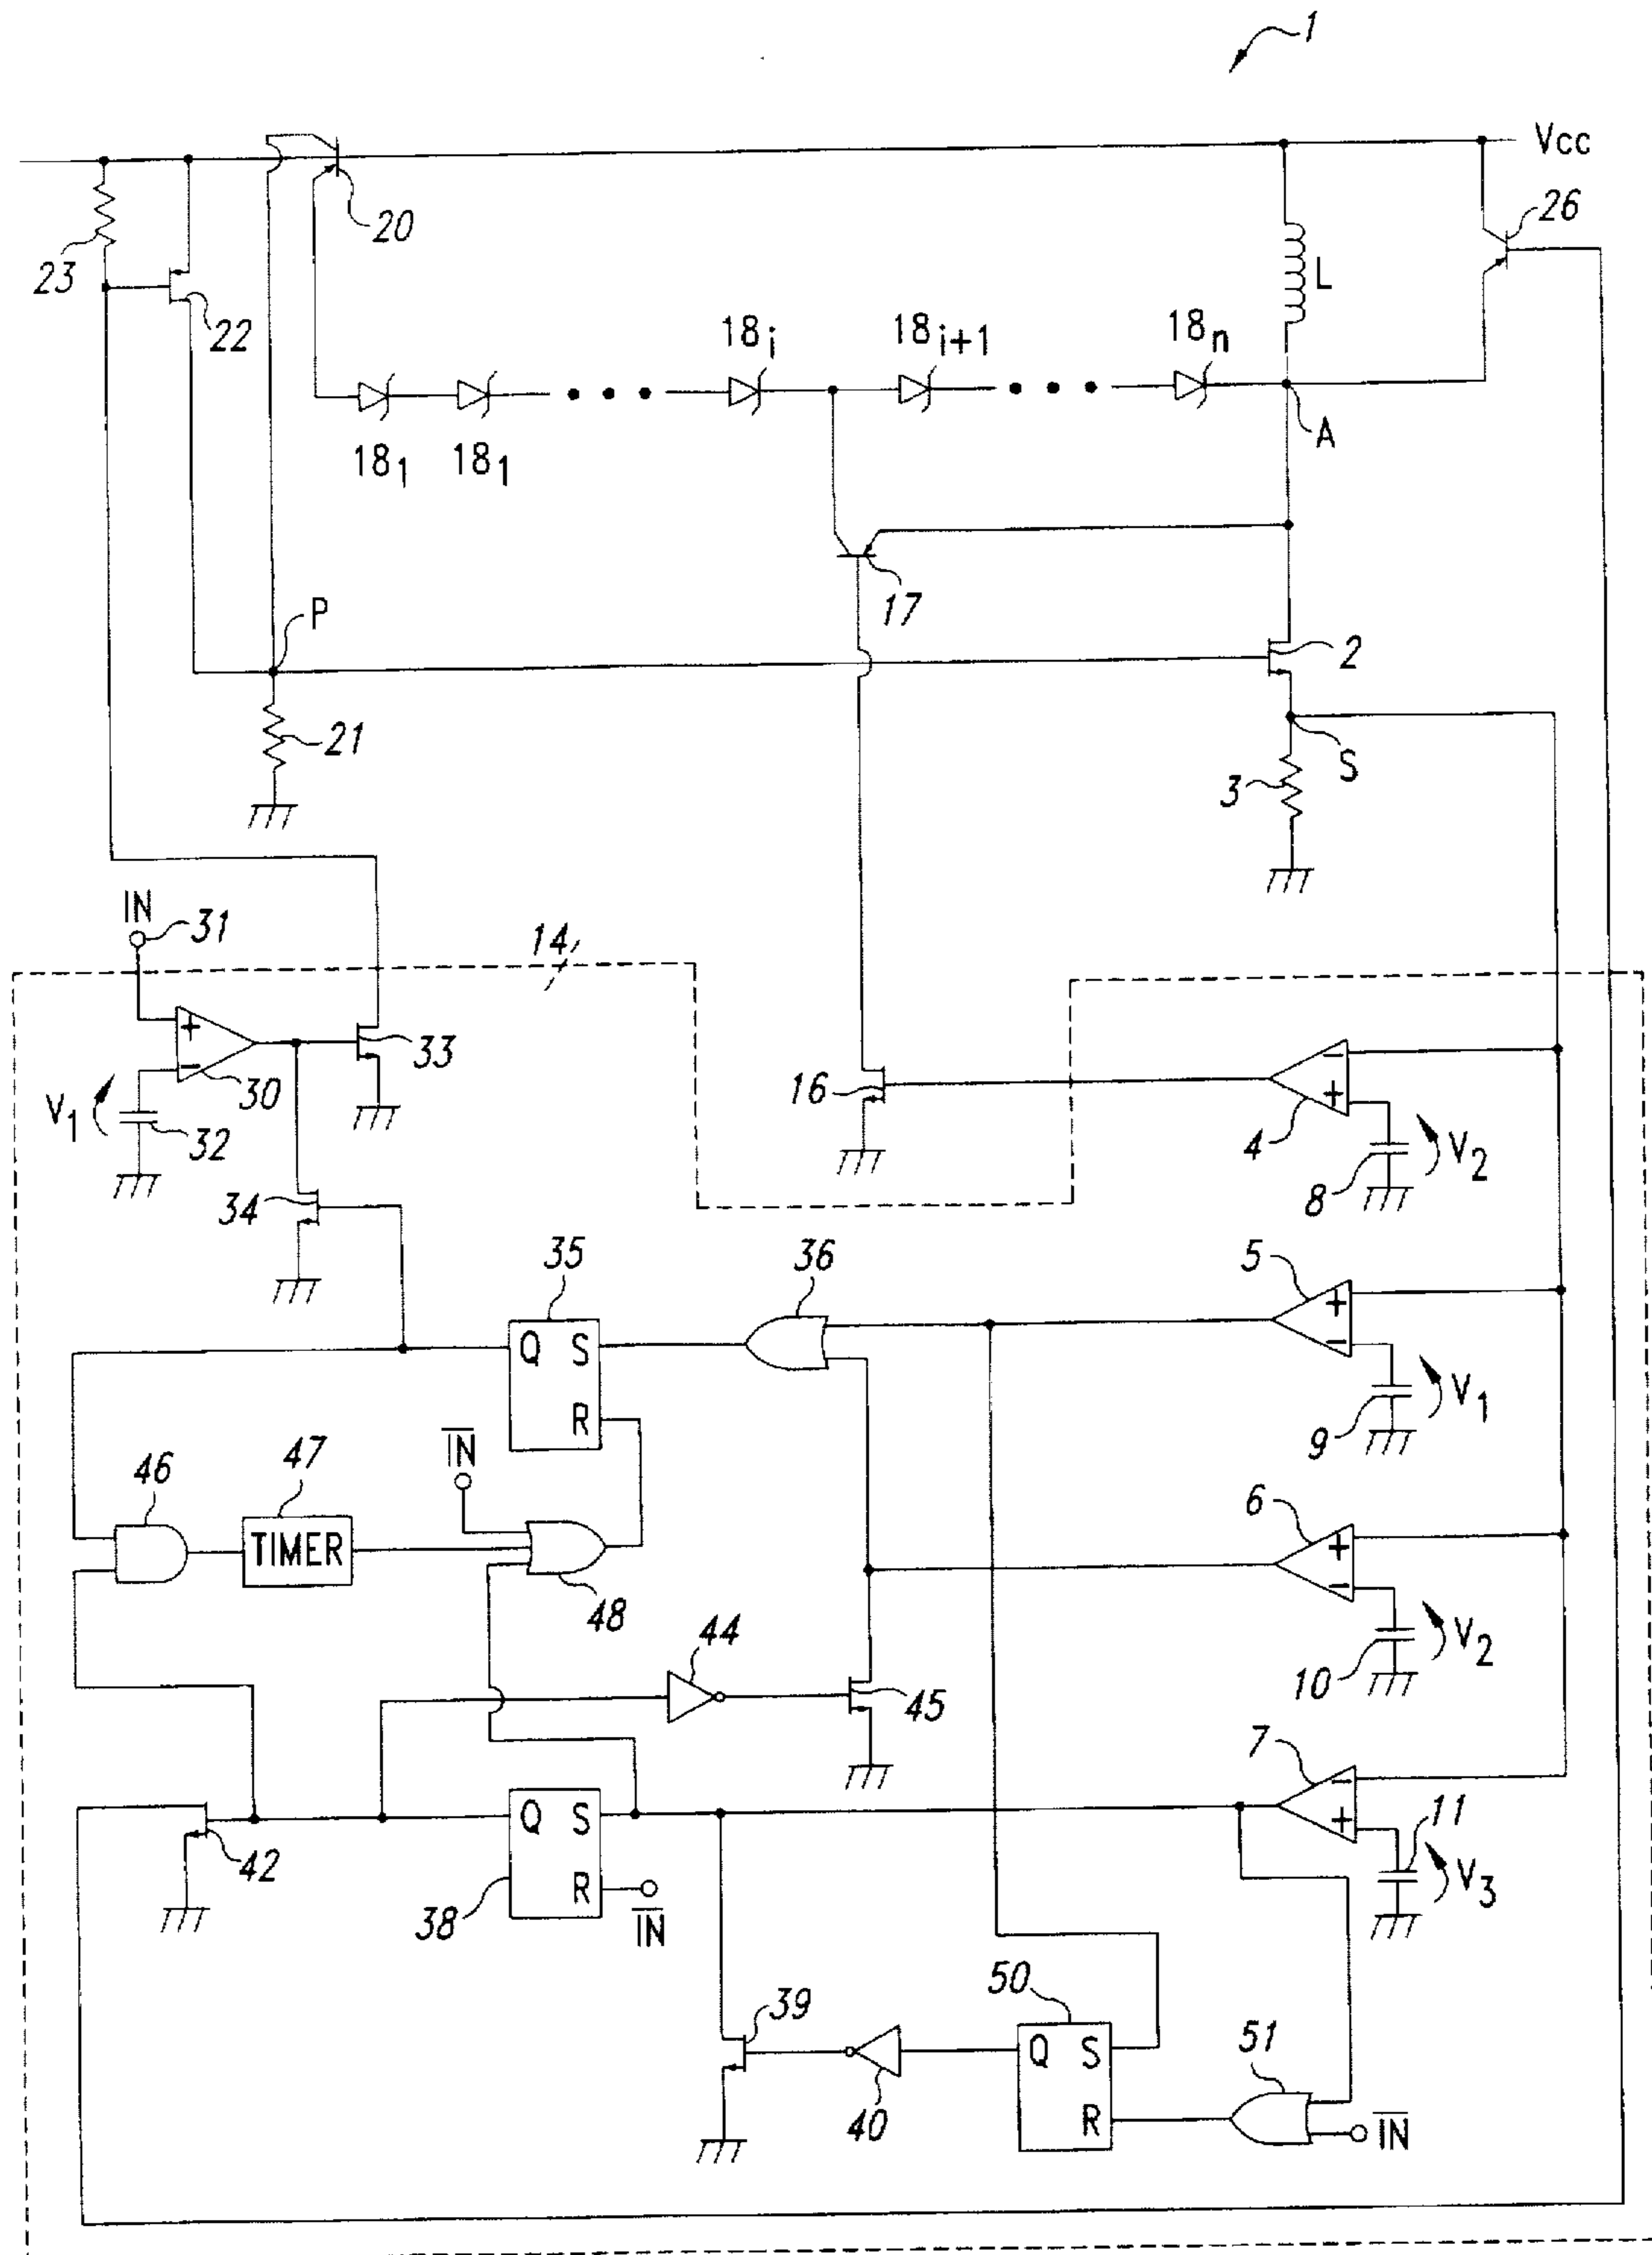 1
Vcc
20
26
23
22
L
18i
18i+1
18n
A
181
181
17
P
2
21
S
3
IN
31
14
+
33
−
30
V1
32
16
−
+
4
V2
8
34
35
36
5
+
−
Q S
V1
R
9
IN
46
47
6
TIMER
+
−
48
V2
44
10
45
7
−
Q S
+
11
42
V3
R
38
IN
50
39
Q S
51
40
R
IN